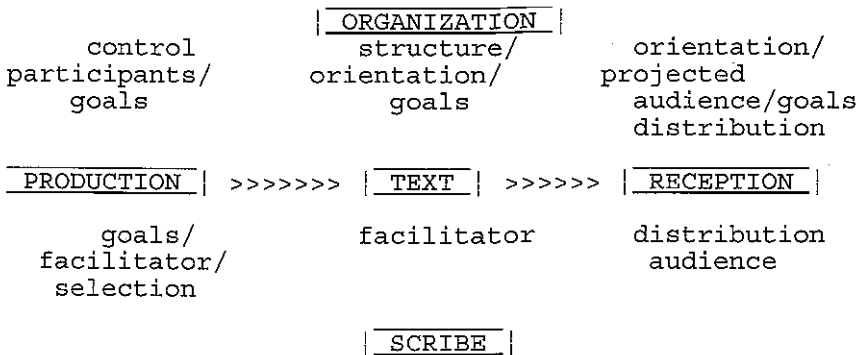 | ORGANIZATION |
control structure/ orientation/
participants/ orientation/ projected
goals goals audience/goals
distribution
PRODUCTION | >>>>>>> | TEXT | >>>>>> | RECEPTION |
goals/ facilitator distribution
facilitator/ audience
selection
| SCRIBE |